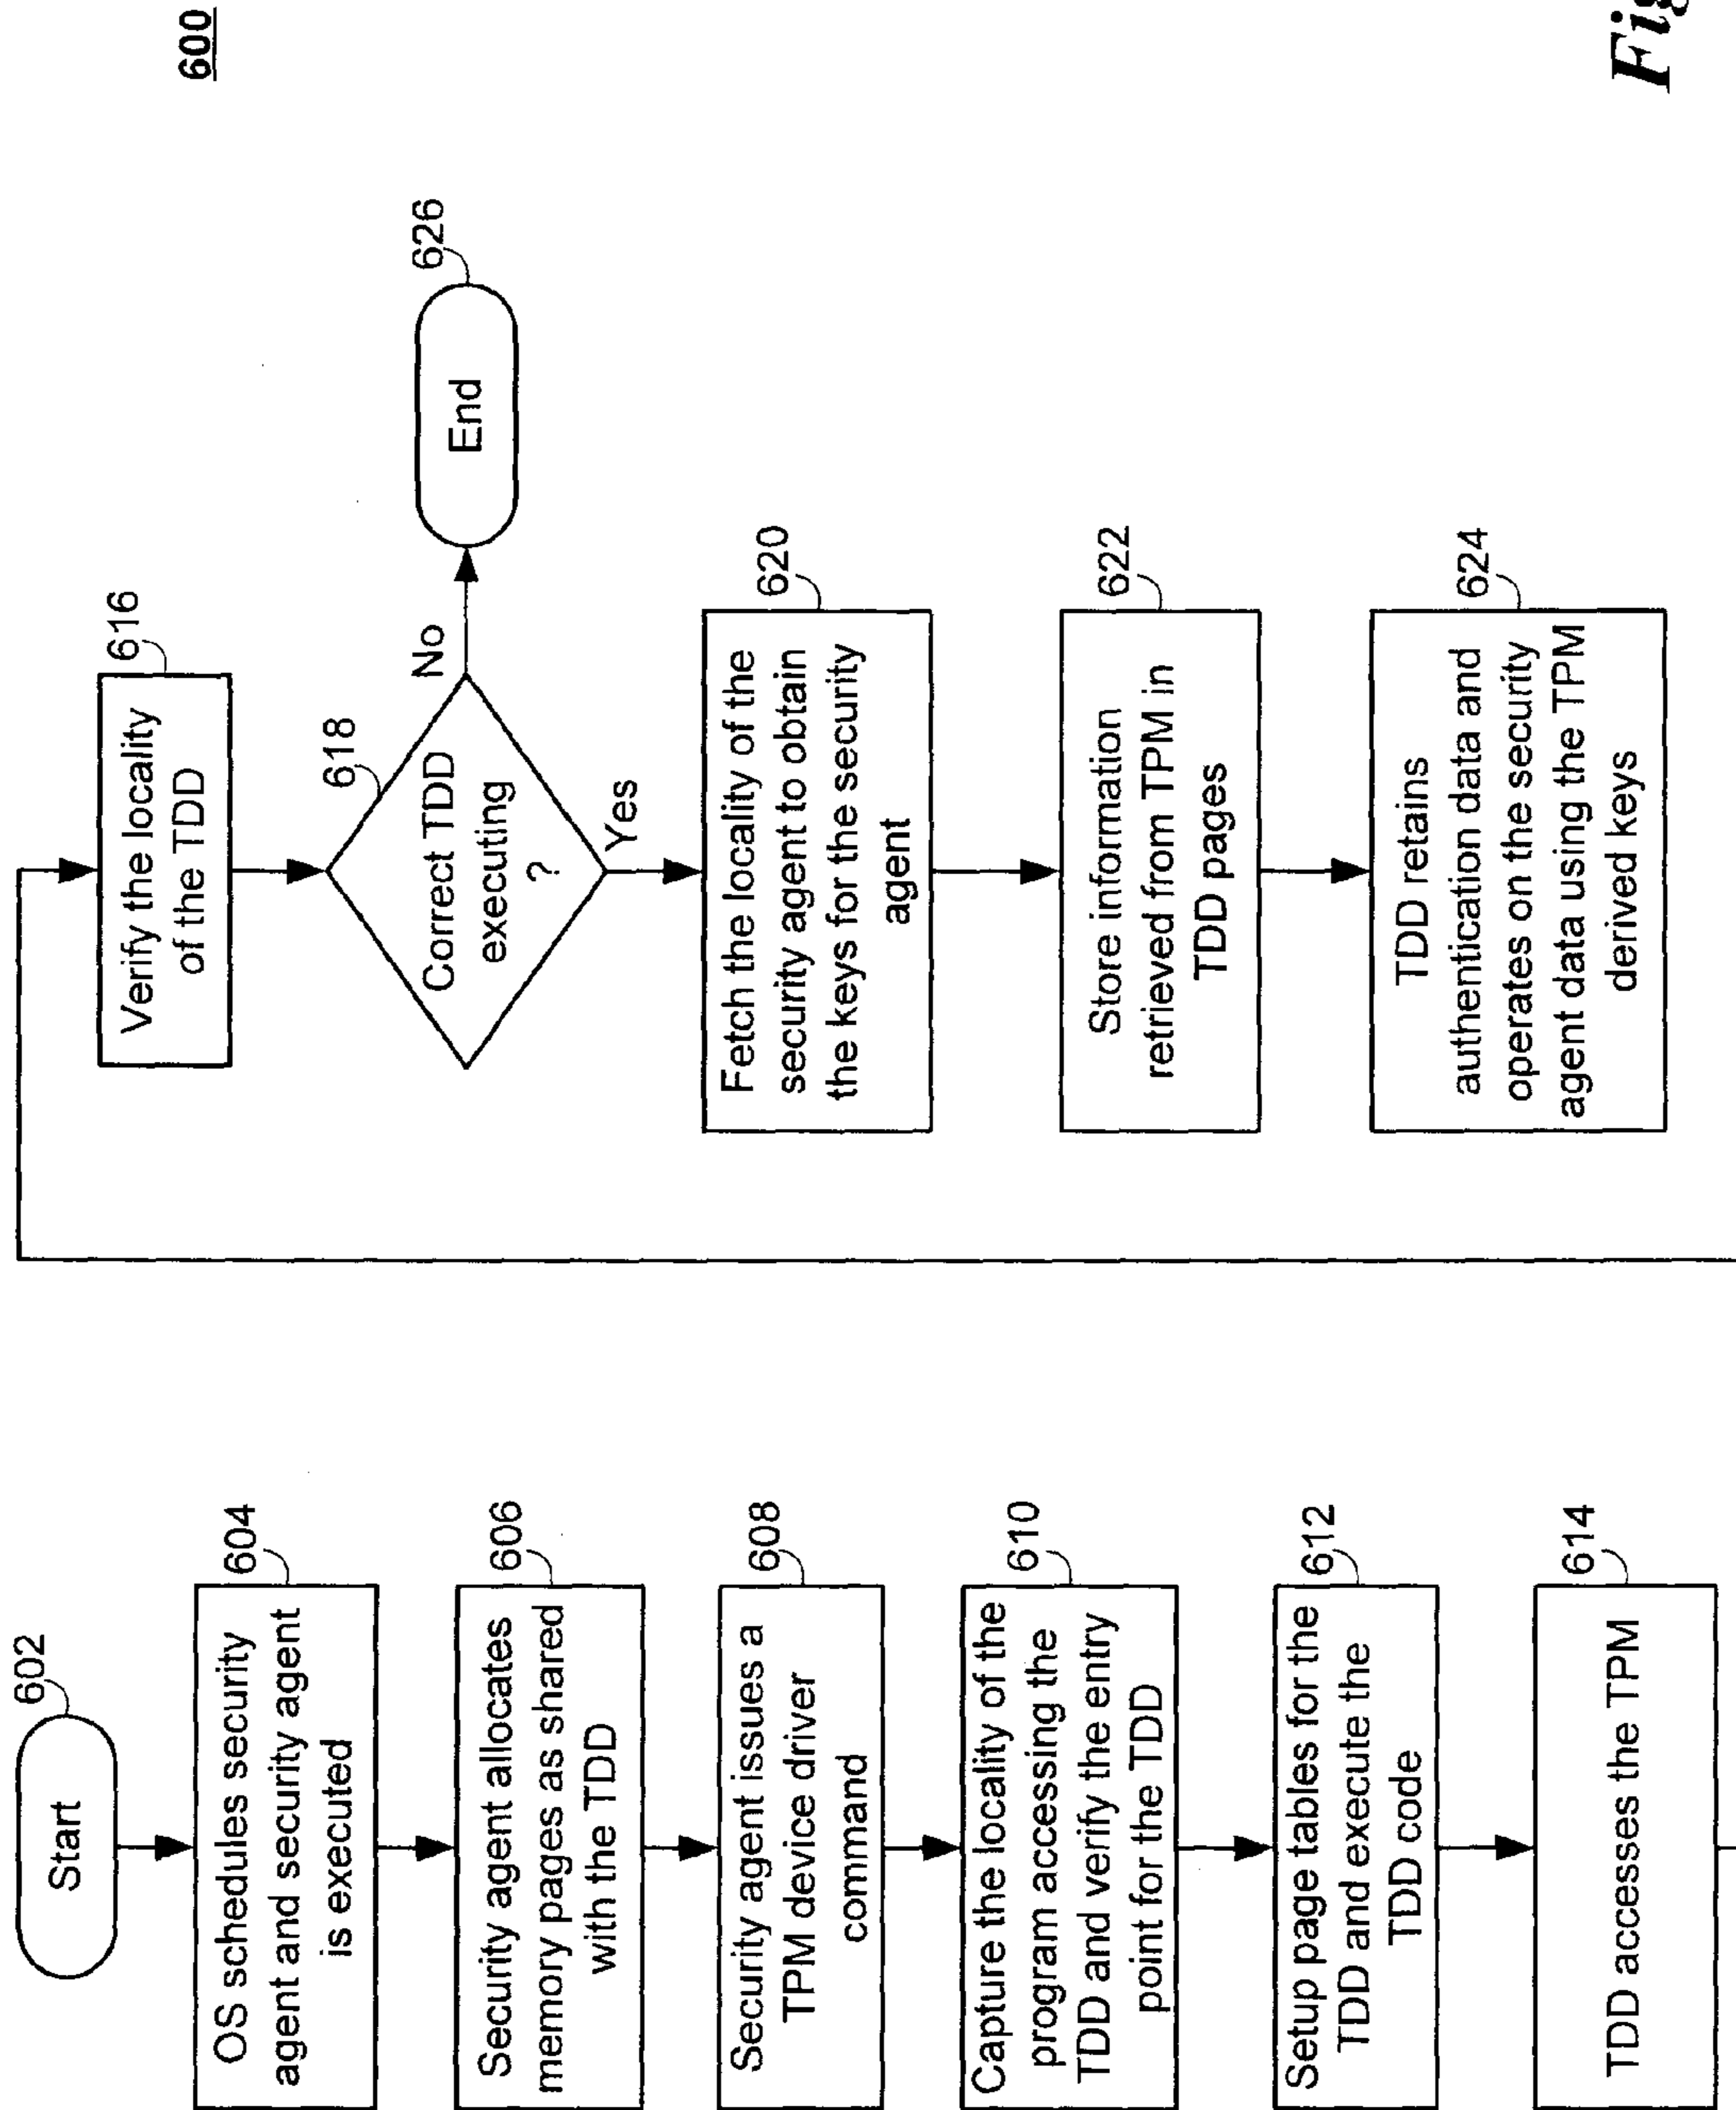 600
602
Start
604
OS schedules security
agent and security agent
is executed
606
Security agent allocates
memory pages as shared
with the TDD
608
Security agent issues a
TPM device driver
command
610
Capture the locality of the
program accessing the
TDD and verify the entry
point for the TDD
612
Setup page tables for the
TDD and execute the
TDD code
614
TDD accesses the TPM
616
Verify the locality
of the TDD
618
Correct TDD
executing
?
No
626
End
Yes
620
Fetch the locality of the
security agent to obtain
the keys for the security
agent
622
Store information
retrieved from TPM in
TDD pages
624
TDD retains
authentication data and
operates on the security
agent data using the TPM
derived keys